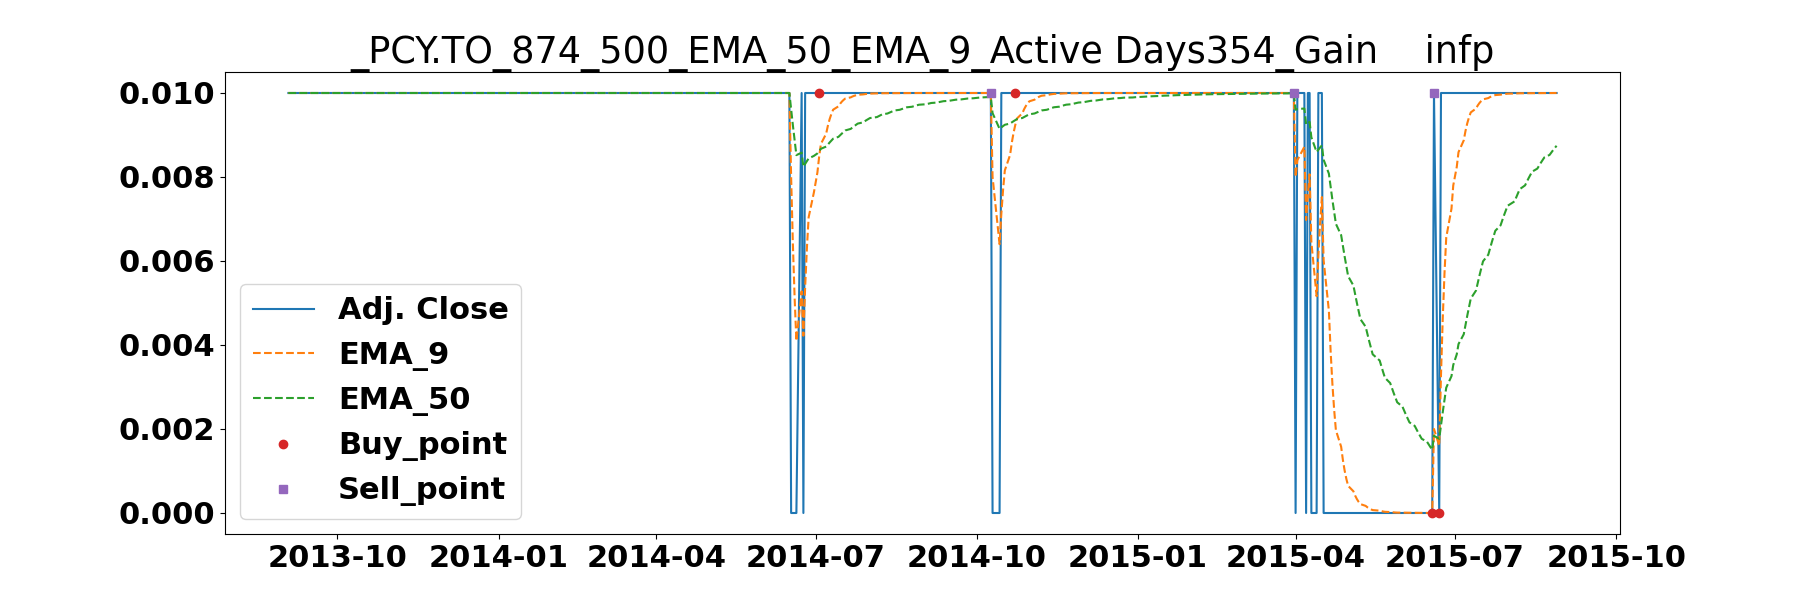 _PCY.TO_874_500_EMA_50_EMA_9_Active Days354_Gain    infp
0.010
0.008
0.006
0.004
0.002
0.000
Adj. Close
EMA_9
EMA_50
Buy_point
Sell_point
2013-10 2014-01 2014-04 2014-07 2014-10 2015-01 2015-04 2015-07 2015-10